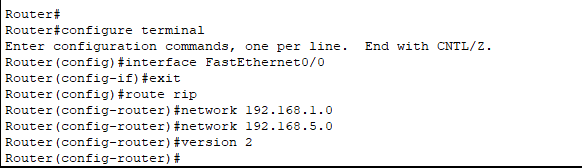 Router#
Router#configure terminal
Enter configuration commands, one per line.  End with CNTL/Z.
Router(config)#interface FastEthernet0/0
Router(config-if)#exit
Router(config)#route rip
Router(config-router)#network 192.168.1.0
Router(config-router)#network 192.168.5.0
Router(config-router)#version 2
Router(config-router)#